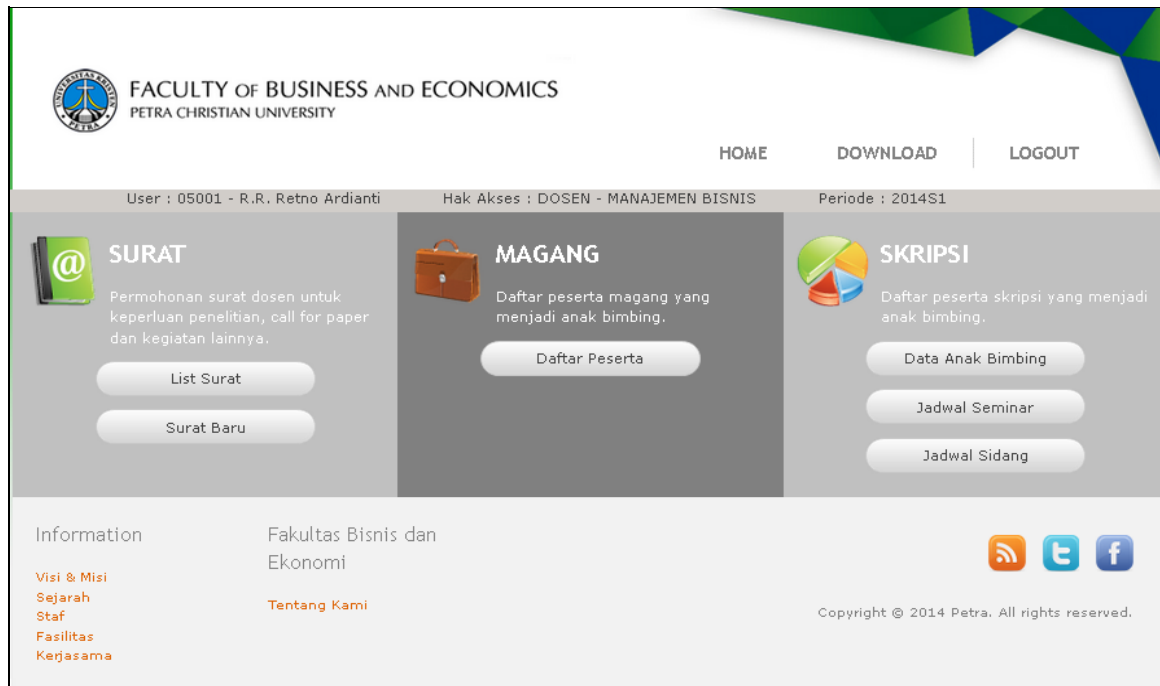 FACULTY OF BUSINESS AND ECONOMICS
PETRA CHRISTIAN UNIVERSITY
UNIVERSITAS KRISTEN
PETRA
HOME DOWNLOAD LOGOUT
User : 05001 - R.R. Retno Ardianti Hak Akses : DOSEN - MANAJEMEN BISNIS Periode : 2014S1
@
SURAT
Permohonan surat dosen untuk
keperluan penelitian, call for paper
dan kegiatan lainnya.
List Surat
Surat Baru
MAGANG
Daftar peserta magang yang
menjadi anak bimbing.
Daftar Peserta
SKRIPSI
Daftar peserta skripsi yang menjadi
anak bimbing.
Data Anak Bimbing
Jadwal Seminar
Jadwal Sidang
Information
Visi & Misi
Sejarah
Staf
Fasilitas
Kerjasama
Fakultas Bisnis dan
Ekonomi
Tentang Kami
t f
Copyright © 2014 Petra. All rights reserved.